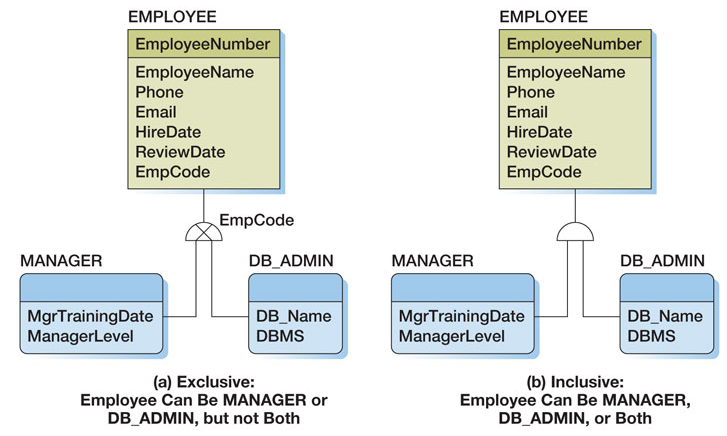 EMPLOYEE
EmployeeNumber
EmployeeName
Phone
Email
HireDate
ReviewDate
EmpCode
EmpCode
MANAGER
MgrTrainingDate
ManagerLevel
DB_ADMIN
DB_Name
DBMS
(a) Exclusive:
Employee Can Be MANAGER or
DB_ADMIN, but not Both
EMPLOYEE
EmployeeNumber
EmployeeName
Phone
Email
HireDate
ReviewDate
EmpCode
MANAGER
MgrTrainingDate
ManagerLevel
DB_ADMIN
DB_Name
DBMS
(b) Inclusive:
Employee Can Be MANAGER,
DB_ADMIN, or Both